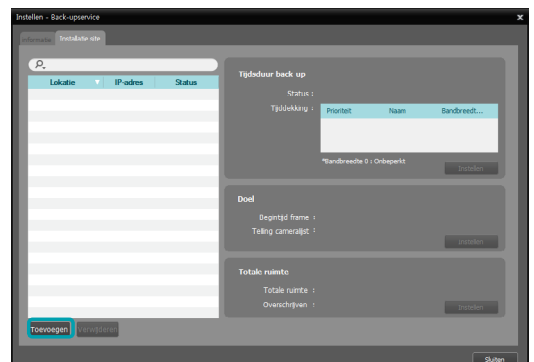 Instellen - Back-upservice
Informatie Installatie site
Lokatie IP-adres Status
Tijdsduur back up
Status :
Tijddekking :
Prioriteit Naam Bandbreedt...
*Bandbreedte 0 : Onbeperkt
Instellen
Doel
Begintijd frame :
Telling cameralijst :
Instellen
Totale ruimte
Totale ruimte :
Overschrijven :
Instellen
Toevoegen Verwijderen
Sluiten